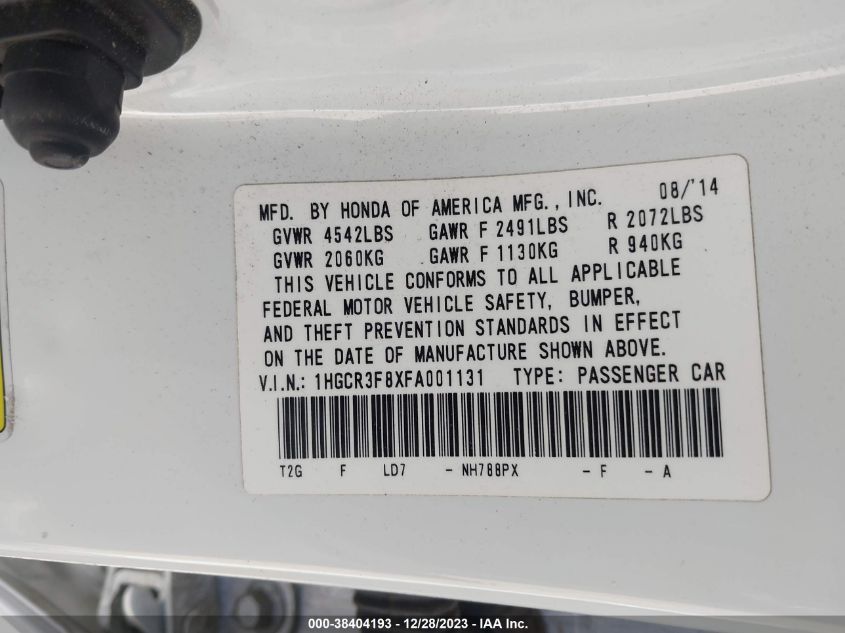 MFD. BY HONDA OF AMERICA MFG., INC. 08/'14
GVWR 4542LBS GAWR F 2491LBS R 2072LBS
GVWR 2060KG GAWR F 1130KG R 940KG
THIS VEHICLE CONFORMS TO ALL APPLICABLE
FEDERAL MOTOR VEHICLE SAFETY, BUMPER,
AND THEFT PREVENTION STANDARDS IN EFFECT
ON THE DATE OF MANUFACTURE SHOWN ABOVE.
V.I.N.: 1HGCR3F8XFA001131 TYPE: PASSENGER CAR
T2G F LD7 - NH788PX - F - A
000-38404193 - 12/28/2023 - IAA Inc.